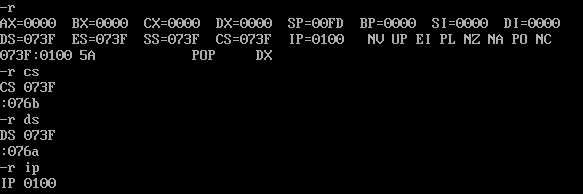 -r
AX=0000  BX=0000  CX=0000  DX=0000  SP=00FD  BP=0000  SI=0000  DI=0000
DS=073F  ES=073F  SS=073F  CS=073F  IP=0100   NV UP EI PL NZ NA PO NC
073F:0100 5A            POP     DX
-r cs
CS 073F
:076b
-r ds
DS 073F
:076a
-r ip
IP 0100